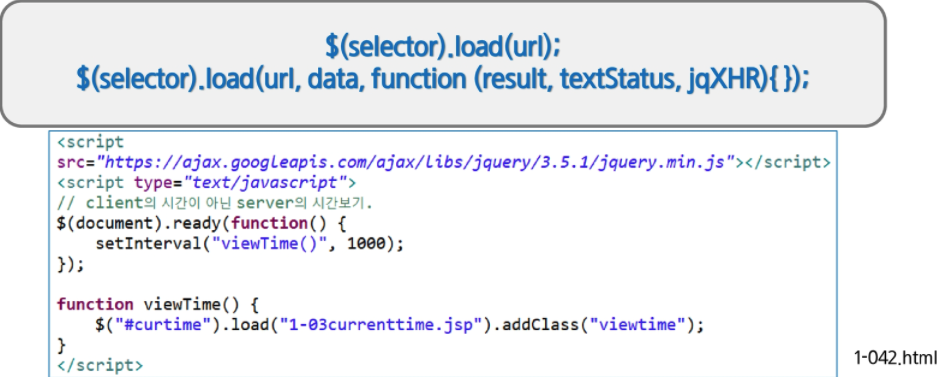 $(selector).load(url);
$(selector).load(url, data, function (result, textStatus, jqXHR){ });
<script
src="https://ajax.googleapis.com/ajax/libs/jquery/3.5.1/jquery.min.js"></script>
<script type="text/javascript">
// client의 시간이 아닌 server의 시간보기.
$(document).ready(function() {
    setInterval("viewTime()", 1000);
});

function viewTime() {
    $("#curtime").load("1-03currenttime.jsp").addClass("viewtime");
}
</script>
1-042.html